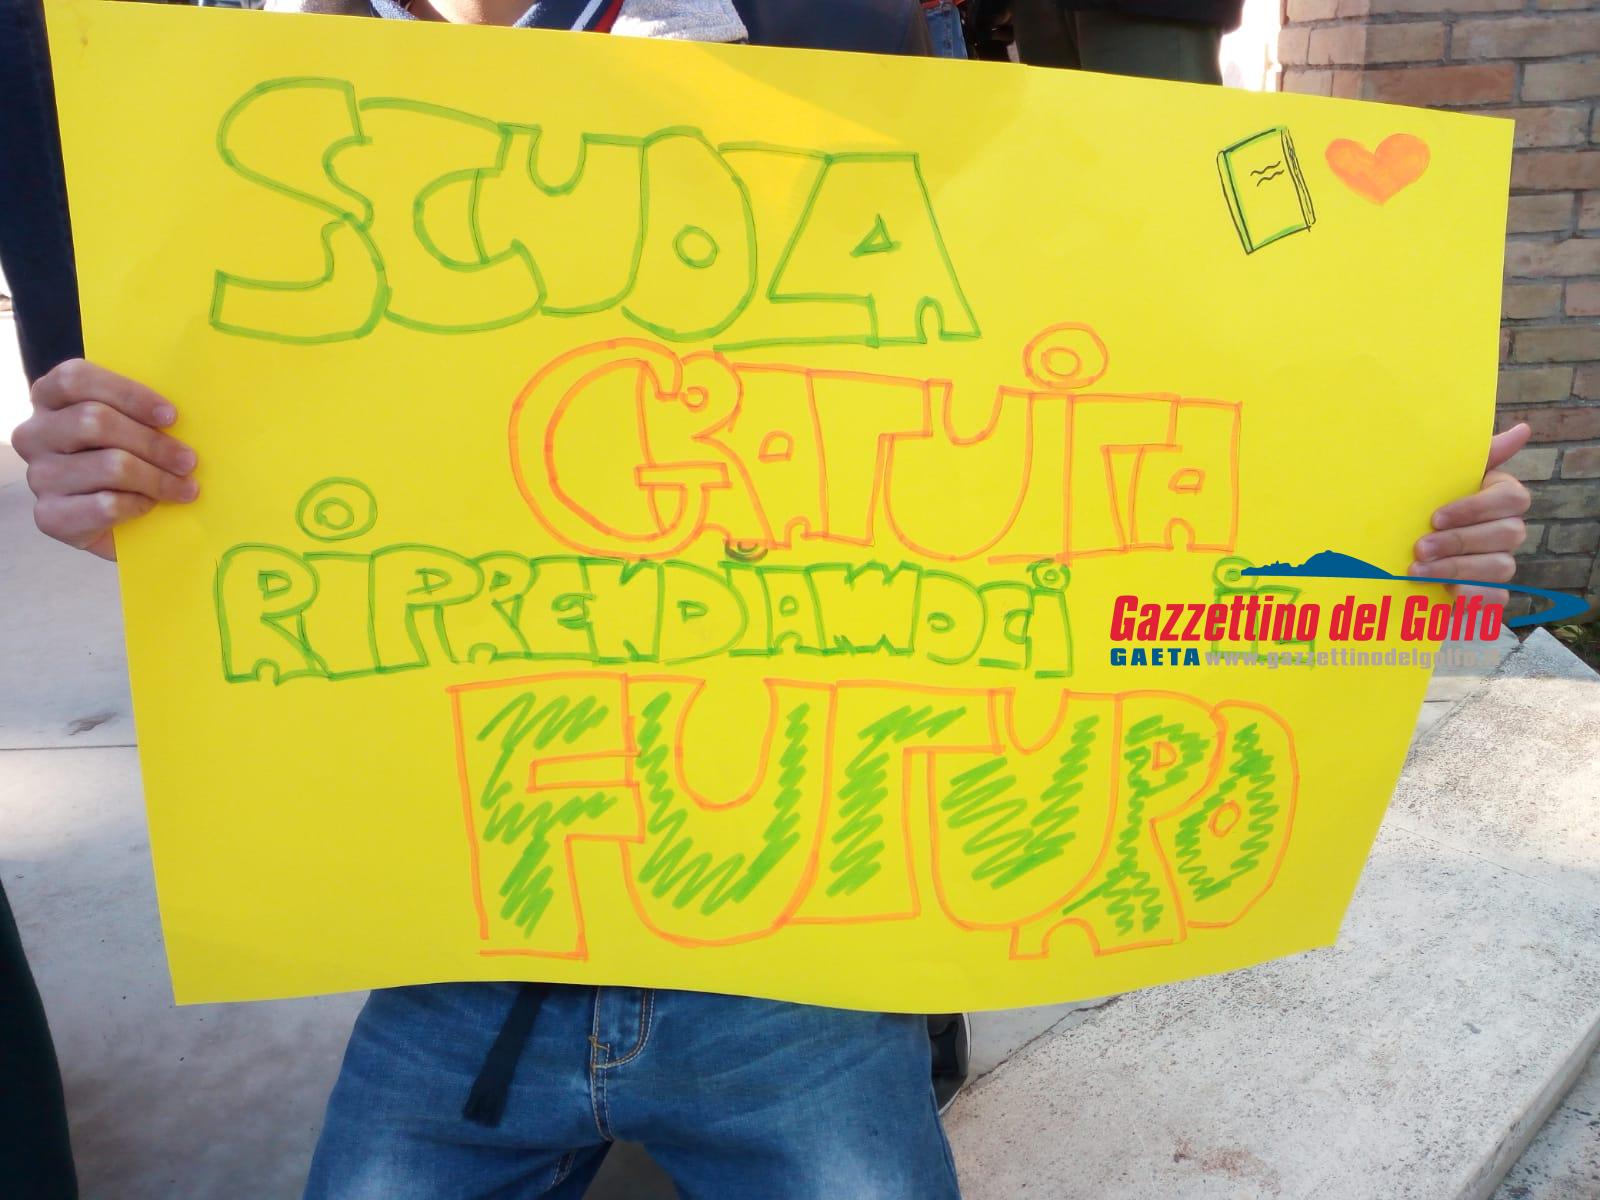 SCUOLA
GRATUITA
RIPRENDIAMOCI IL
FUTURO
Gazzettino del Golfo
GAETA www.gazzettinodelgolfo.it